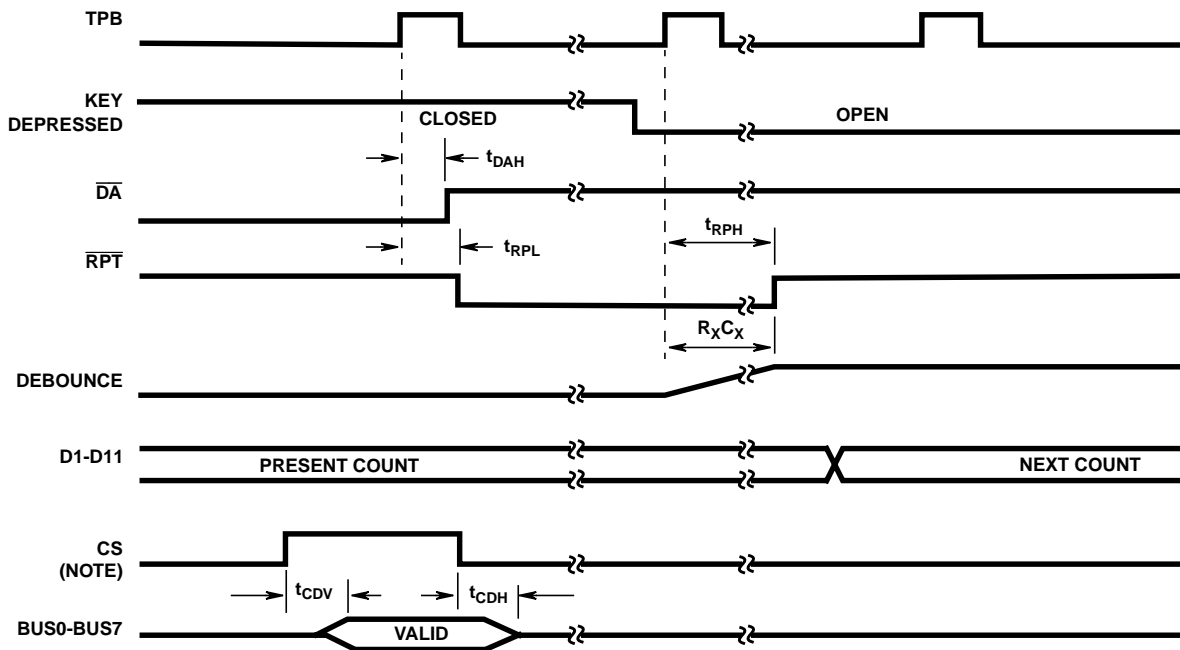 TPB
KEY
DEPRESSED
CLOSED
OPEN
tDAH
DA
tRPH
tRPL
RPT
RXCX
DEBOUNCE
D1-D11
PRESENT COUNT
NEXT COUNT
CS
(NOTE)
tCDV
tCDH
BUS0-BUS7
VALID